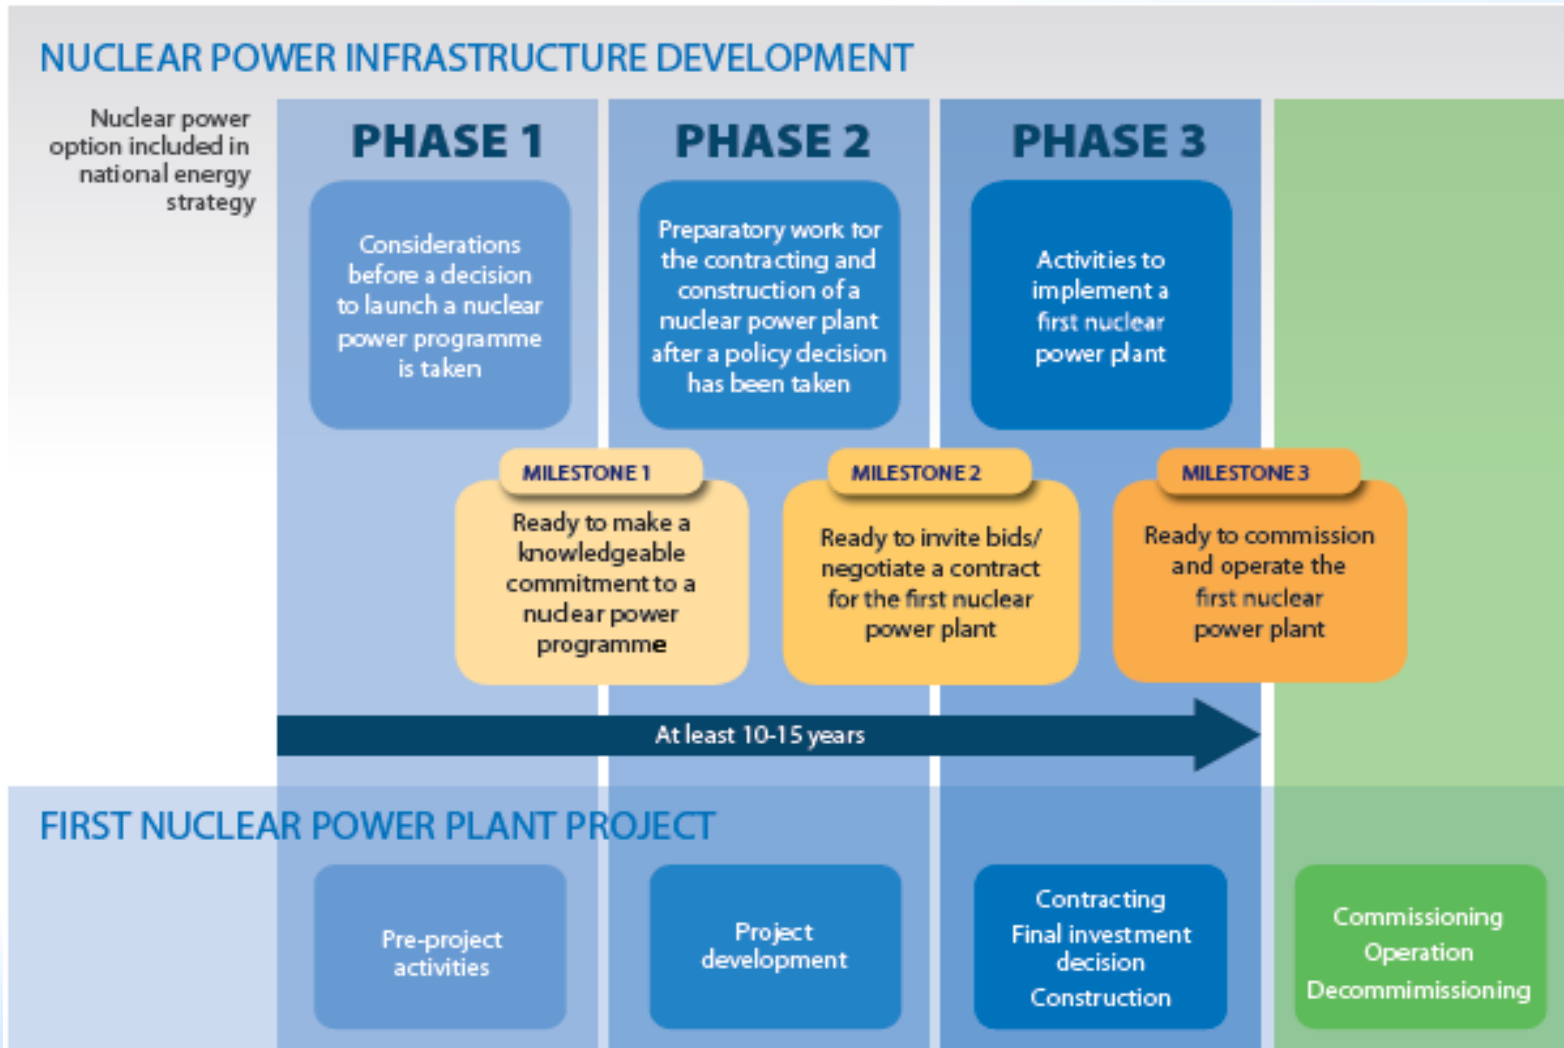 NUCLEAR POWER INFRASTRUCTURE DEVELOPMENT
Nuclear power
option included in
national energy
strategy
PHASE 1
Considerations
before a decision
to launch a nuclear
power programme
is taken
PHASE 2
Preparatory work for
the contracting and
construction of a
nuclear power plant
after a policy decision
has been taken
PHASE 3
Activities to
implement a
first nuclear
power plant
MILESTONE 1
Ready to make a
knowledgeable
commitment to a
nuclear power
programme
MILESTONE 2
Ready to invite bids/
negotiate a contract
for the first nuclear
power plant
MILESTONE 3
Ready to commission
and operate the
first nuclear
power plant
At least 10-15 years
FIRST NUCLEAR POWER PLANT PROJECT
Pre-project
activities
Project
development
Contracting
Final investment
decision
Construction
Commissioning
Operation
Decommimissioning